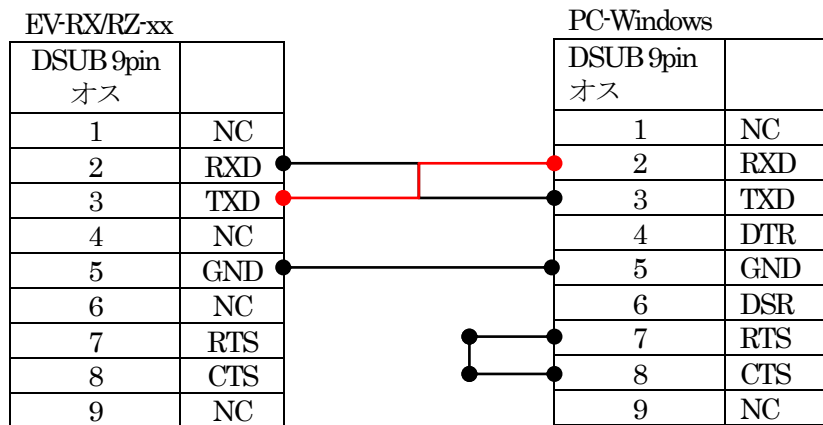 EV-RX/RZ-xx
DSUB 9pin
オス
1 NC
2 RXD
3 TXD
4 NC
5 GND
6 NC
7 RTS
8 CTS
9 NC
PC-Windows
DSUB 9pin
オス
1 NC
2 RXD
3 TXD
4 DTR
5 GND
6 DSR
7 RTS
8 CTS
9 NC